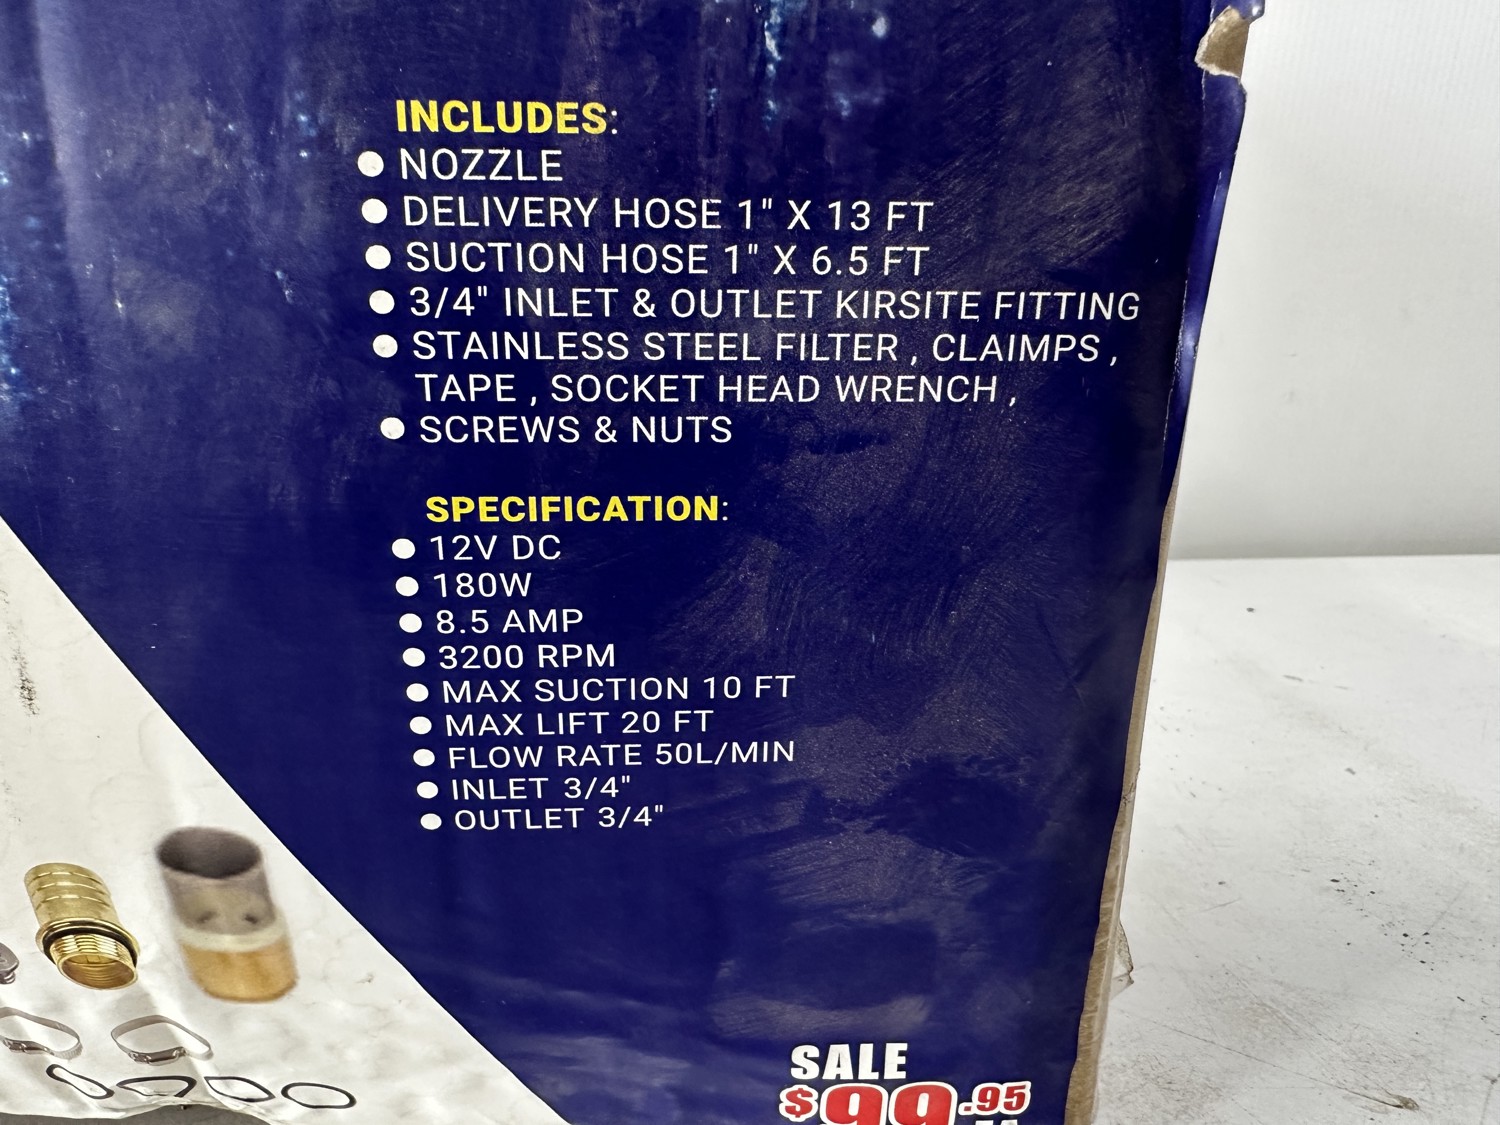 INCLUDES:
● NOZZLE
● DELIVERY HOSE 1" X 13 FT
● SUCTION HOSE 1" X 6.5 FT
● 3/4" INLET & OUTLET KIRSITE FITTING
● STAINLESS STEEL FILTER , CLAIMPS ,
TAPE , SOCKET HEAD WRENCH ,
● SCREWS & NUTS
SPECIFICATION:
● 12V DC
● 180W
● 8.5 AMP
● 3200 RPM
● MAX SUCTION 10 FT
● MAX LIFT 20 FT
● FLOW RATE 50L/MIN
● INLET 3/4"
● OUTLET 3/4"
SALE
$99.95